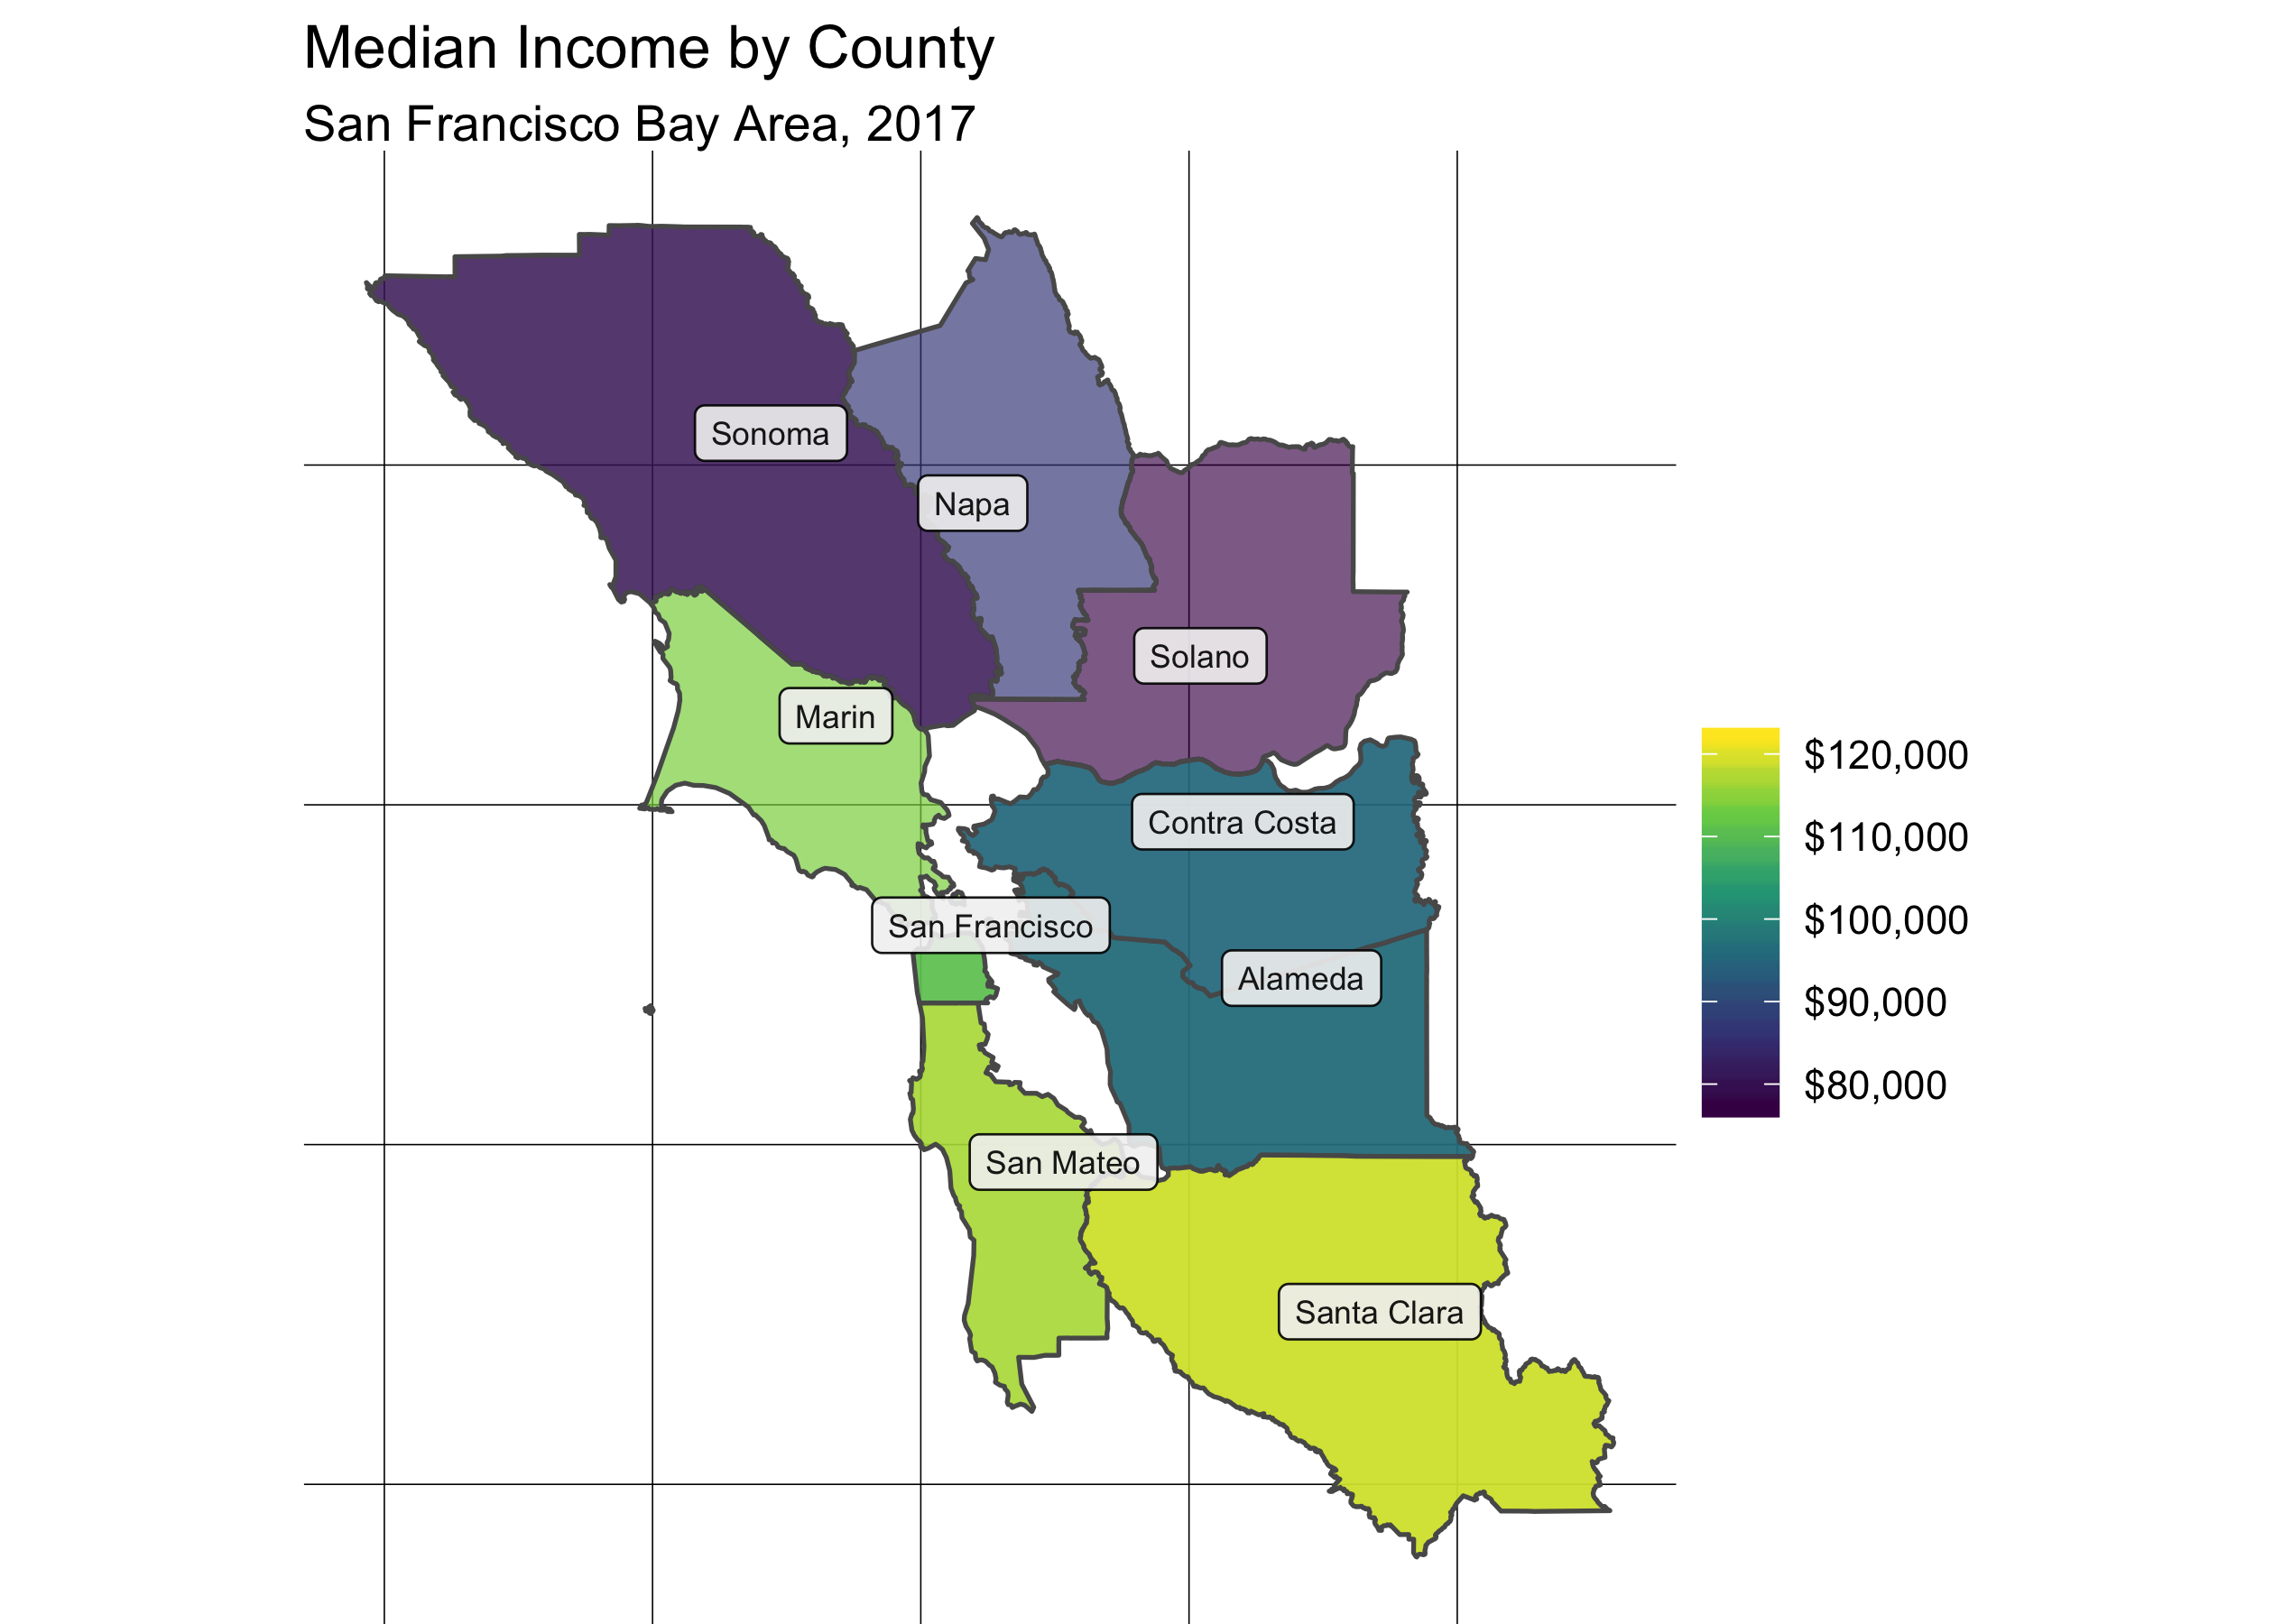 Median Income by County
San Francisco Bay Area, 2017
Sonoma
Napa
Solano
Marin
Contra Costa
San Francisco
Alameda
San Mateo
Santa Clara
$120,000
$110,000
$100,000
$90,000
$80,000